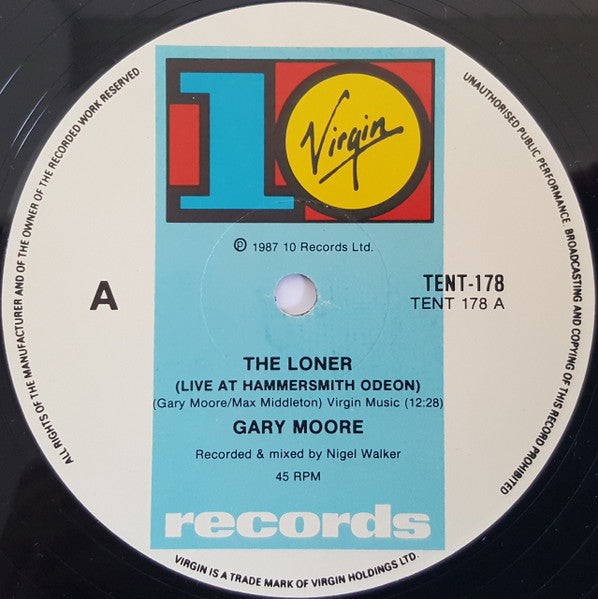 10
Virgin
℗ 1987 10 Records Ltd.
A
TENT-178
TENT 178 A
THE LONER
(LIVE AT HAMMERSMITH ODEON)
(Gary Moore/Max Middleton) Virgin Music (12:28)
GARY MOORE
Recorded & mixed by Nigel Walker
45 RPM
records
ALL RIGHTS OF THE MANUFACTURER AND OF THE OWNER OF THE RECORDED WORK RESERVED.
UNAUTHORISED PUBLIC PERFORMANCE BROADCASTING AND COPYING OF THIS RECORD PROHIBITED
VIRGIN IS A TRADE MARK OF VIRGIN HOLDINGS LTD.